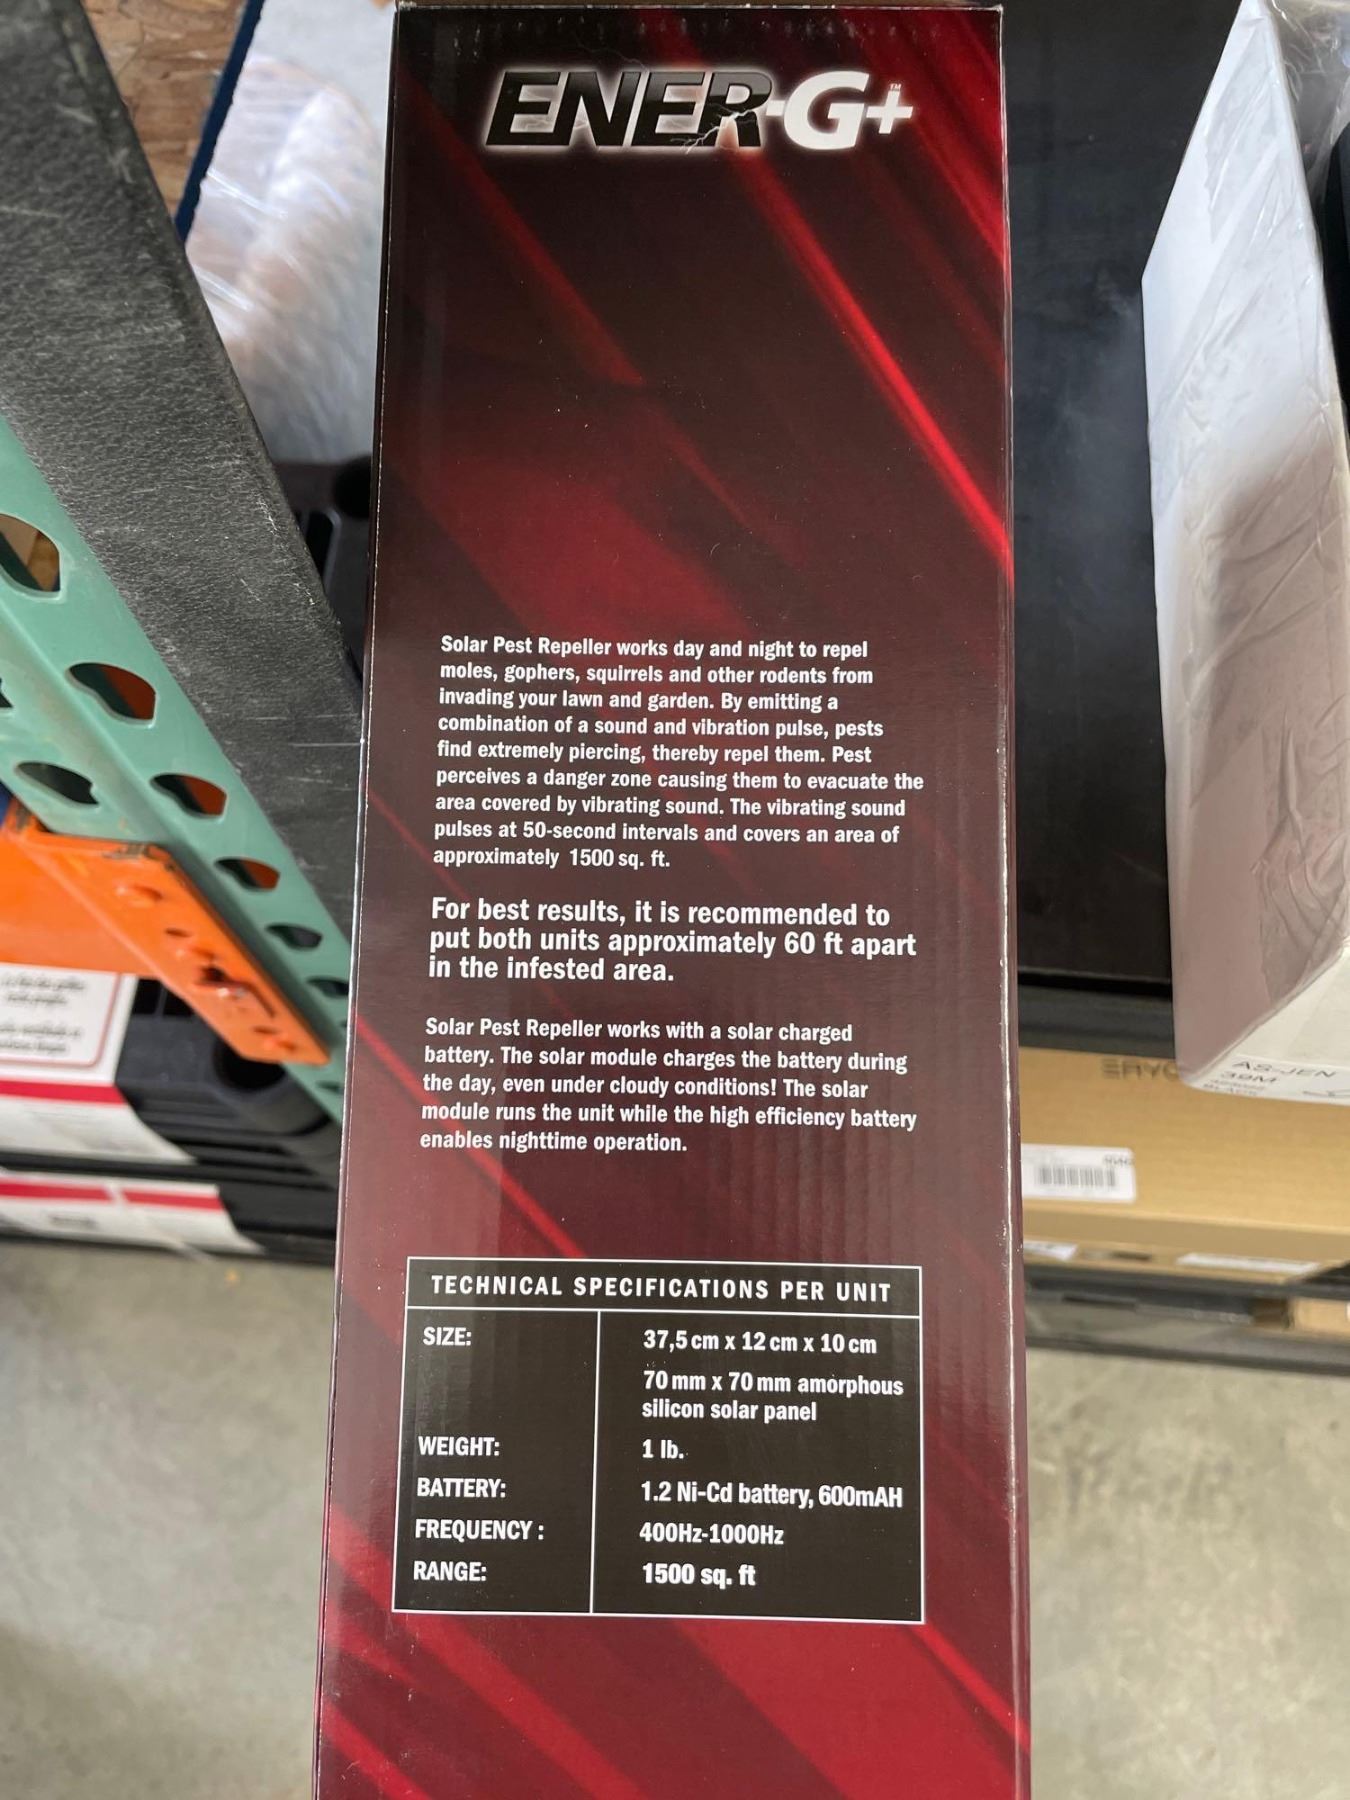 ENER-G+™
Solar Pest Repeller works day and night to repel
moles, gophers, squirrels and other rodents from
invading your lawn and garden. By emitting a
combination of a sound and vibration pulse, pests
find extremely piercing, thereby repel them. Pest
perceives a danger zone causing them to evacuate the
area covered by vibrating sound. The vibrating sound
pulses at 50-second intervals and covers an area of
approximately 1500 sq. ft.
For best results, it is recommended to
put both units approximately 60 ft apart
in the infested area.
Solar Pest Repeller works with a solar charged
battery. The solar module charges the battery during
the day, even under cloudy conditions! The solar
module runs the unit while the high efficiency battery
enables nighttime operation.
TECHNICAL SPECIFICATIONS PER UNIT
SIZE: 37,5 cm x 12 cm x 10 cm
70 mm x 70 mm amorphous
silicon solar panel
WEIGHT: 1 lb.
BATTERY: 1.2 Ni-Cd battery, 600mAH
FREQUENCY : 400Hz-1000Hz
RANGE: 1500 sq. ft
AS-JEN
39M